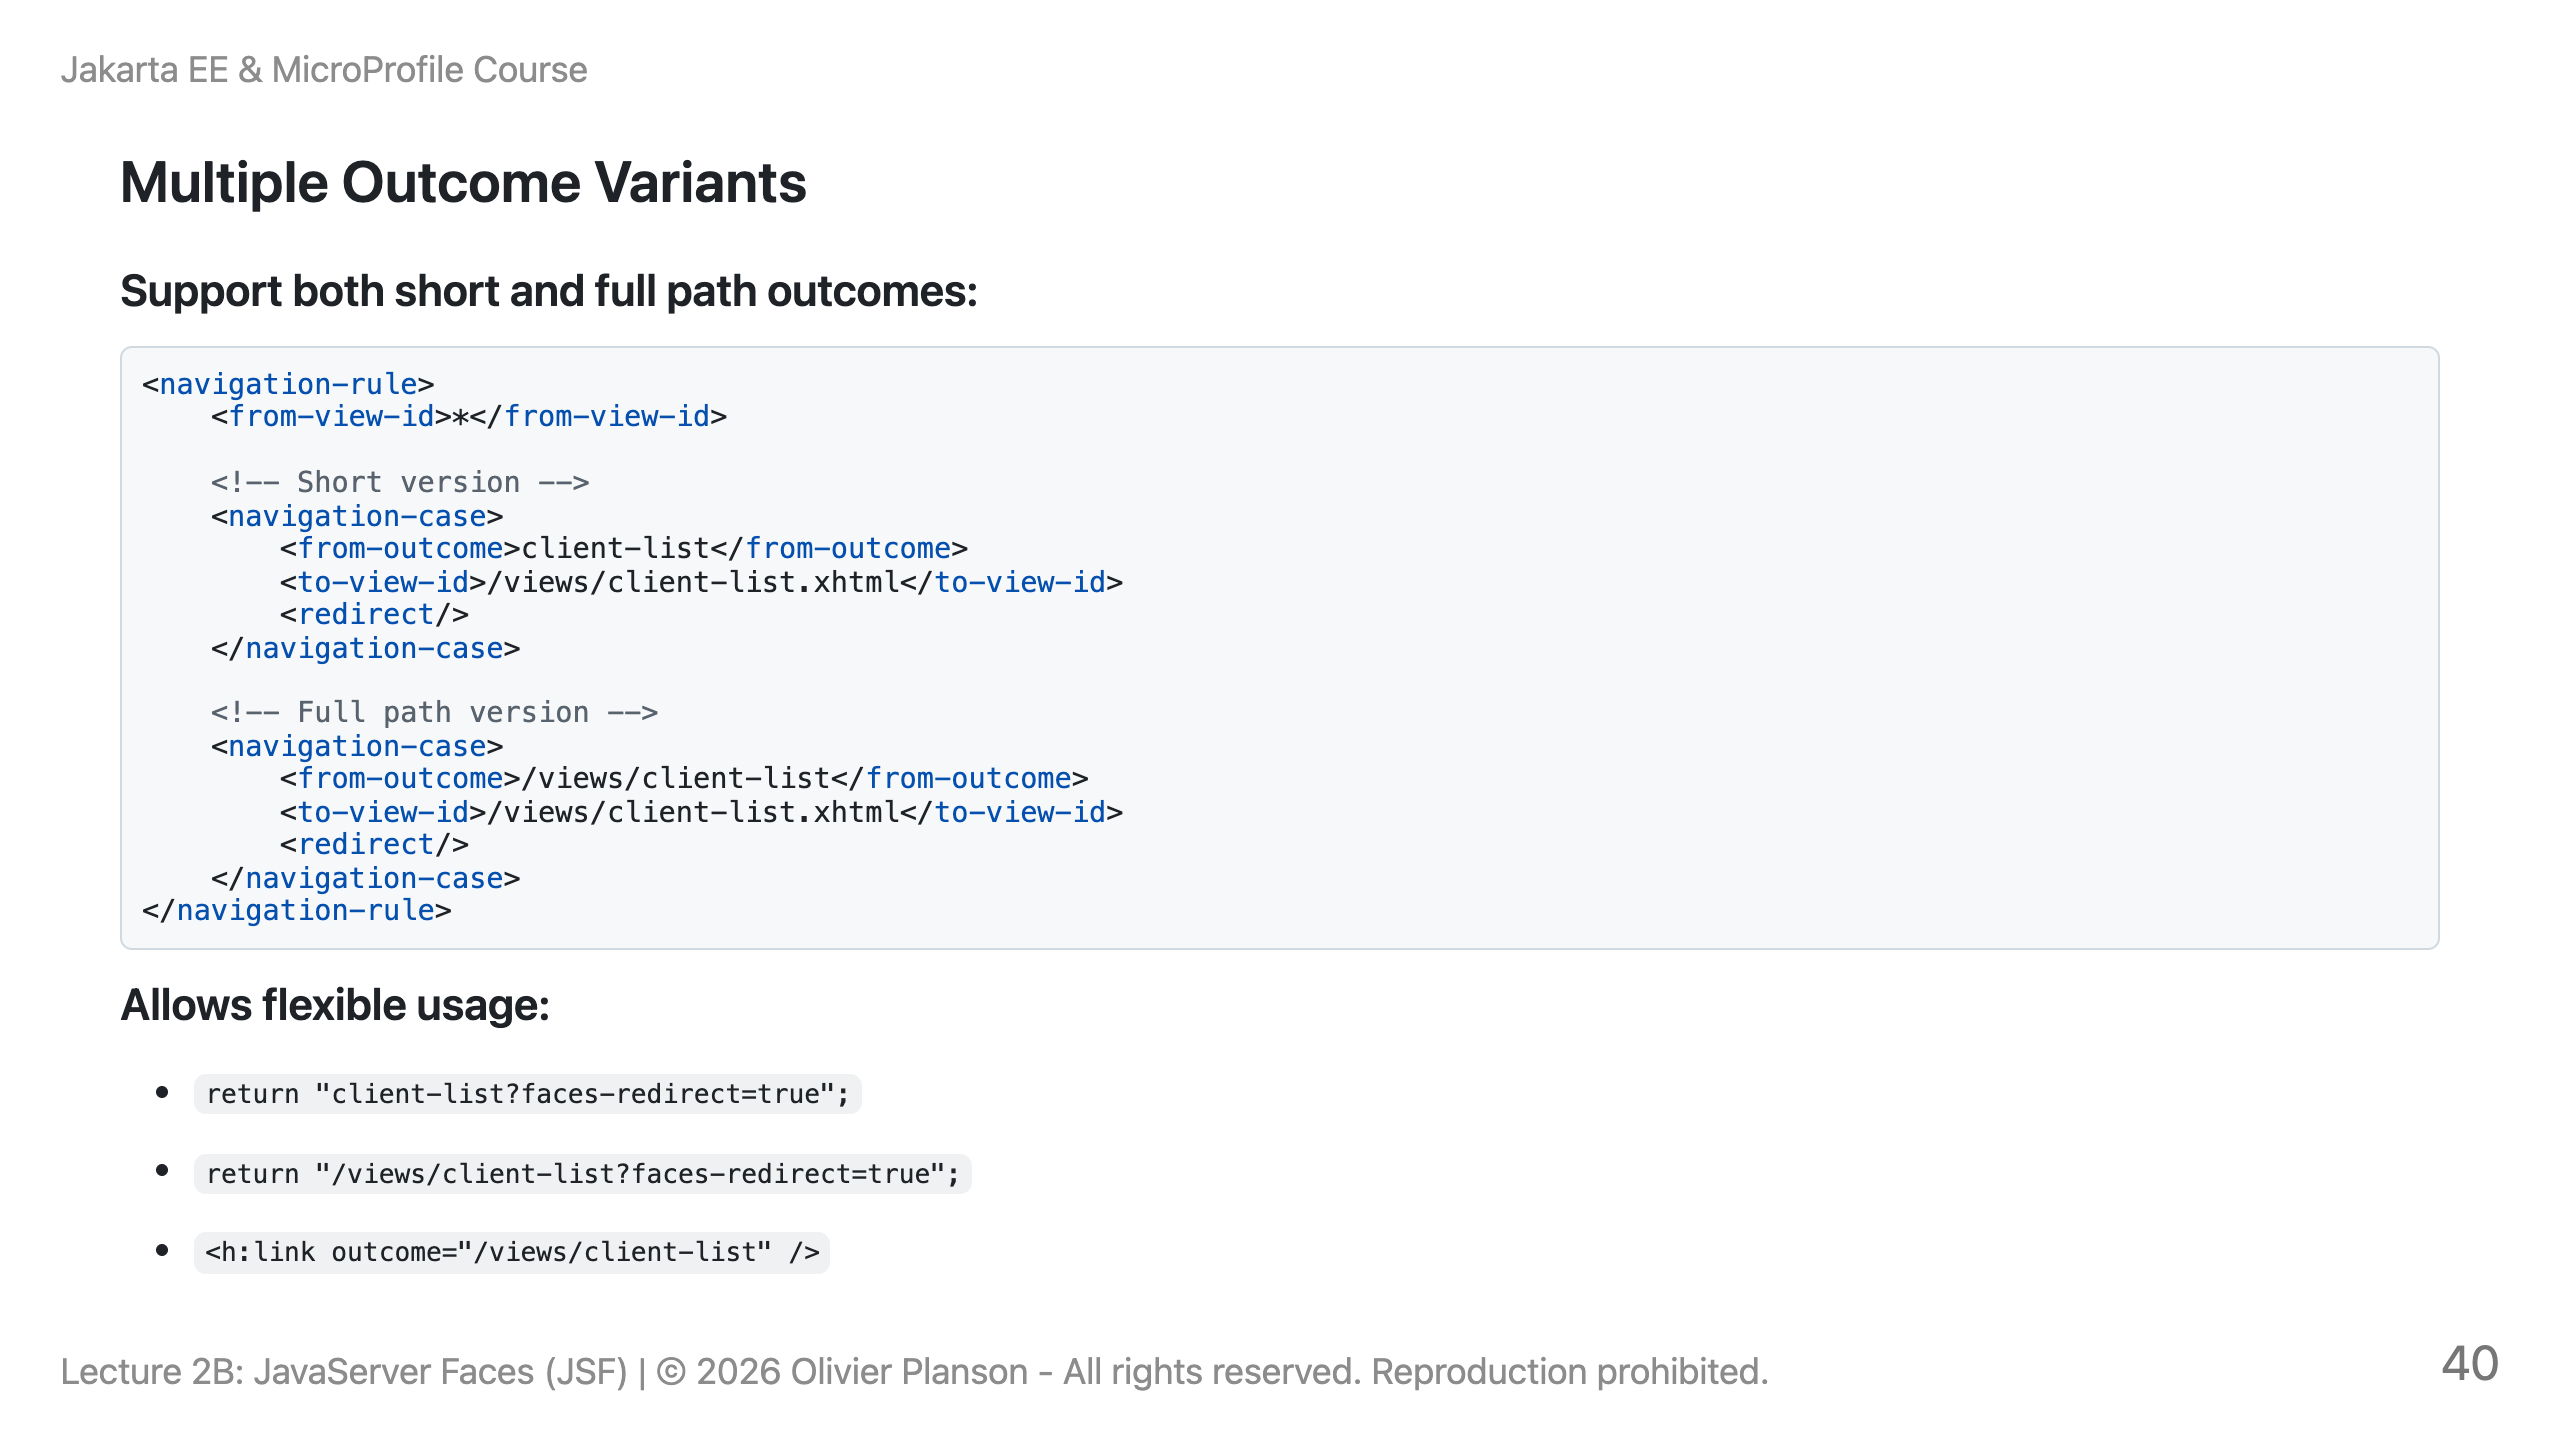 Jakarta EE & MicroProfile Course
Multiple Outcome Variants
Support both short and full path outcomes:
<navigation-rule>
    <from-view-id>*</from-view-id>

    <!-- Short version -->
    <navigation-case>
        <from-outcome>client-list</from-outcome>
        <to-view-id>/views/client-list.xhtml</to-view-id>
        <redirect/>
    </navigation-case>

    <!-- Full path version -->
    <navigation-case>
        <from-outcome>/views/client-list</from-outcome>
        <to-view-id>/views/client-list.xhtml</to-view-id>
        <redirect/>
    </navigation-case>
</navigation-rule>
Allows flexible usage:
• return "client-list?faces-redirect=true";
• return "/views/client-list?faces-redirect=true";
• <h:link outcome="/views/client-list" />
Lecture 2B: JavaServer Faces (JSF) | © 2026 Olivier Planson - All rights reserved. Reproduction prohibited.
40